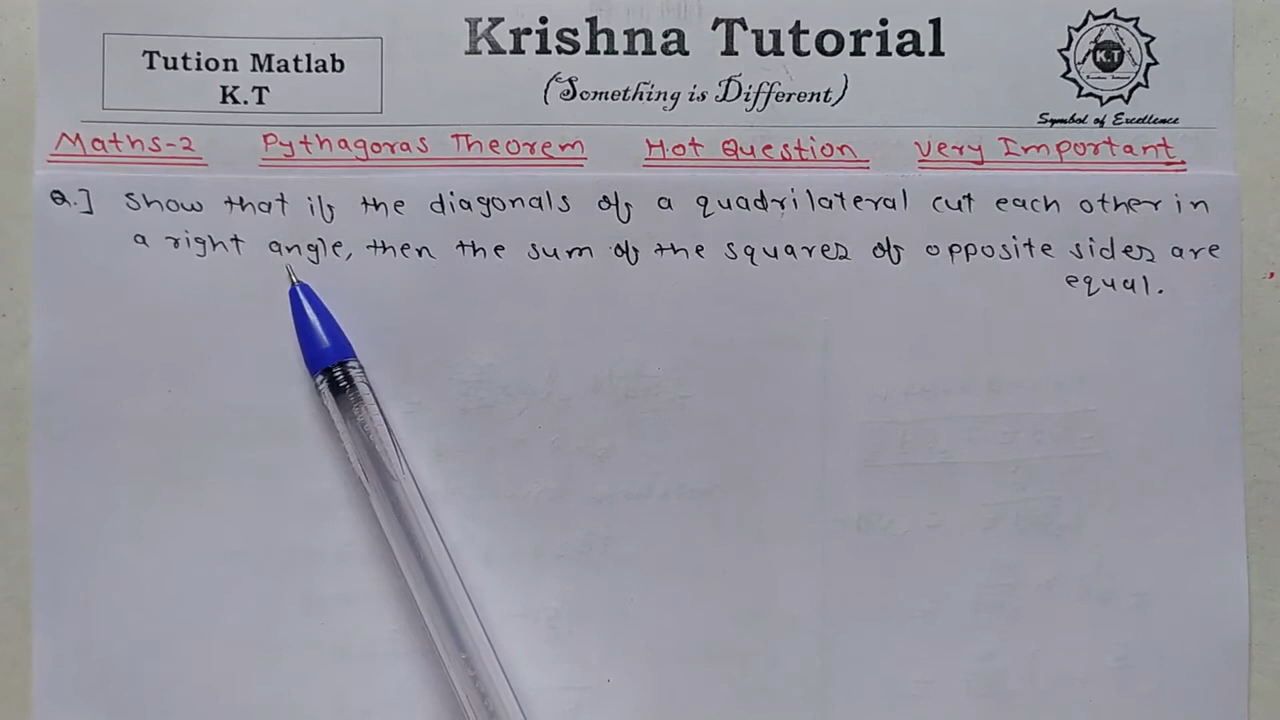 Tution Matlab
K.T
Krishna Tutorial
(Something is Different)
K.T
Symbol of Excellence
Maths-2 Pythagoras Theorem Hot Question Very Important
Q.] Show that if the diagonals of a quadrilateral cut each other in
a right angle, then the sum of the squares of opposite sides are
equal.